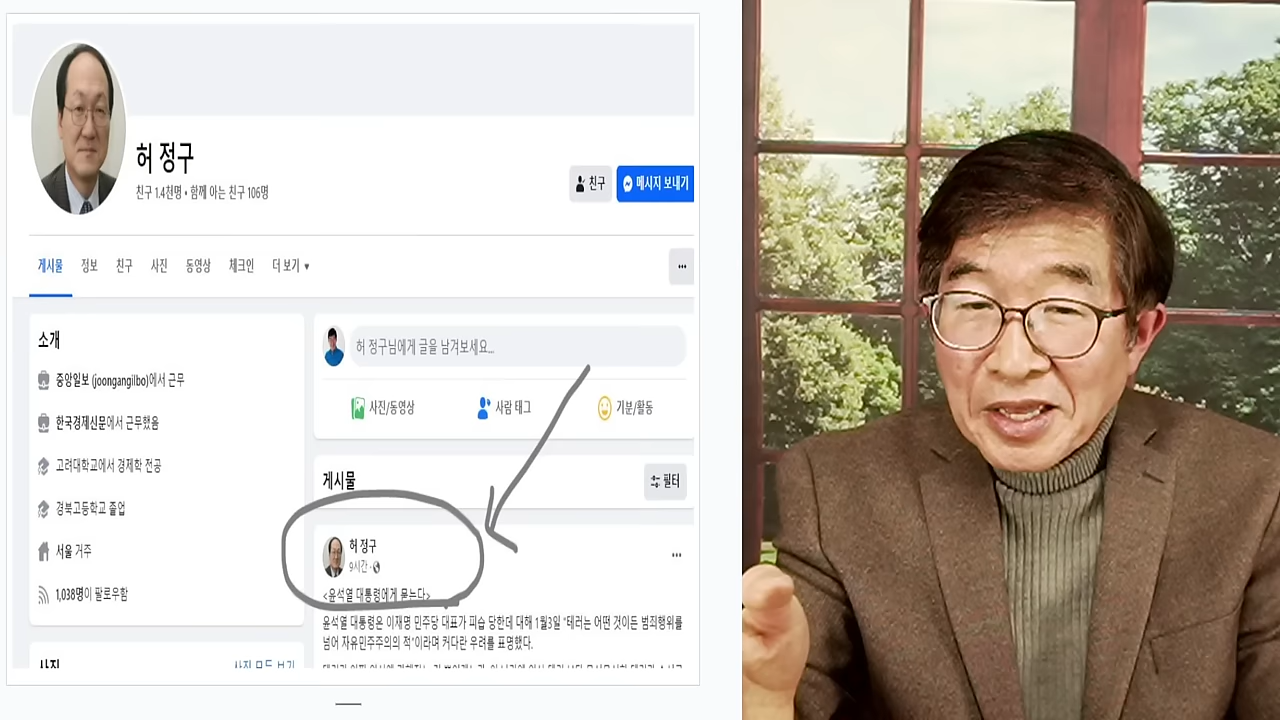 허 정구
친구 1.4천명 • 함께 아는 친구 106명
친구
메시지 보내기
게시물 정보 친구 사진 동영상 체크인 더 보기
소개
중앙일보 (joongangilbo)에서 근무
한국경제신문에서 근무했음
고려대학교에서 경제학 전공
경북고등학교 졸업
서울 거주
1,038명이 팔로우함
사진
사진 모두 보기
허 정구님에게 글을 남겨보세요...
사진/동영상 사람 태그 기분/활동
게시물
필터
허 정구
9시간 ·
<윤석열 대통령에게 묻는다>
윤석열 대통령은 이재명 민주당 대표가 피습 당한데 대해 1월3일 "테러는 어떤 것이든 범죄행위를
넘어 자유민주주의의 적"이라며 커다란 우려를 표명했다.